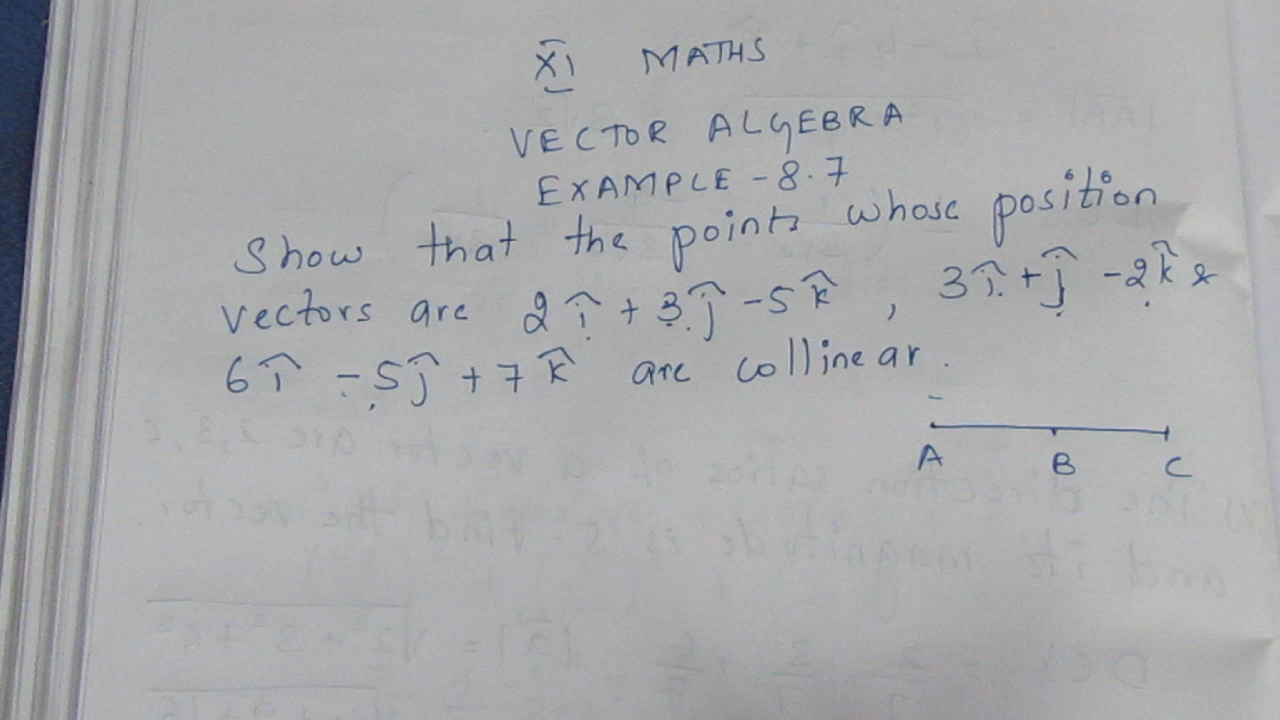 XI MATHS
VECTOR ALGEBRA
EXAMPLE - 8.7
Show that the points whose position
vectors are 2î + 3ĵ - 5k̂ , 3î + ĵ - 2k̂ &
6î - 5ĵ + 7k̂ are collinear.
A B C